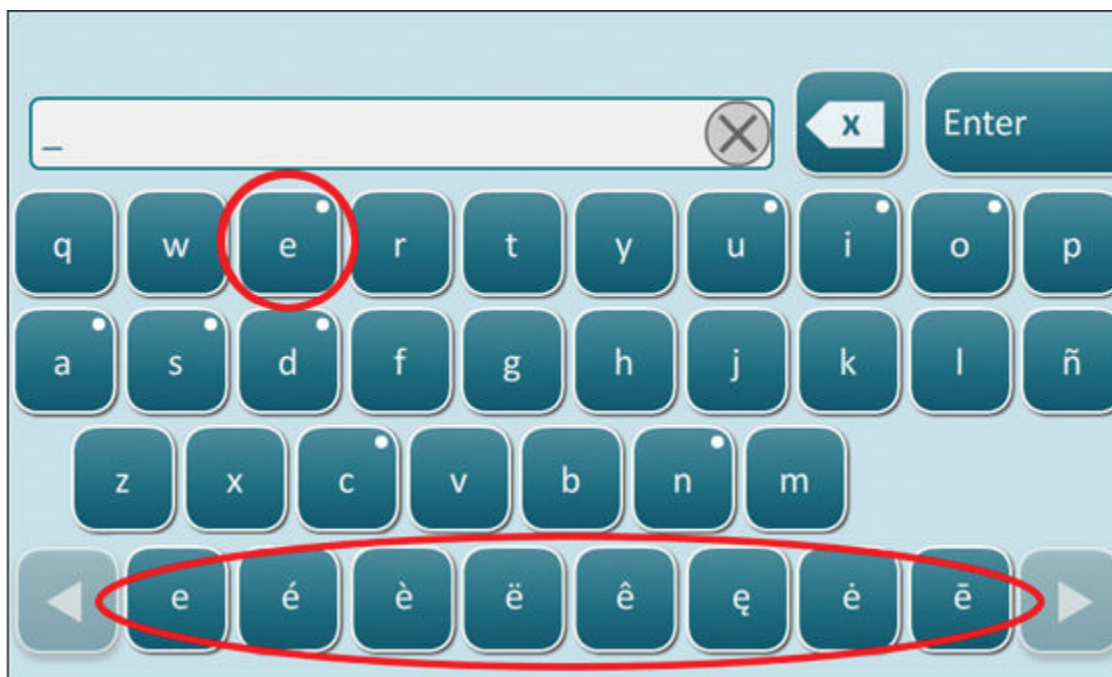 _ x Enter
q w e r t y u i o p
a s d f g h j k l ñ
z x c v b n m
e é è ë ê ę ė ē